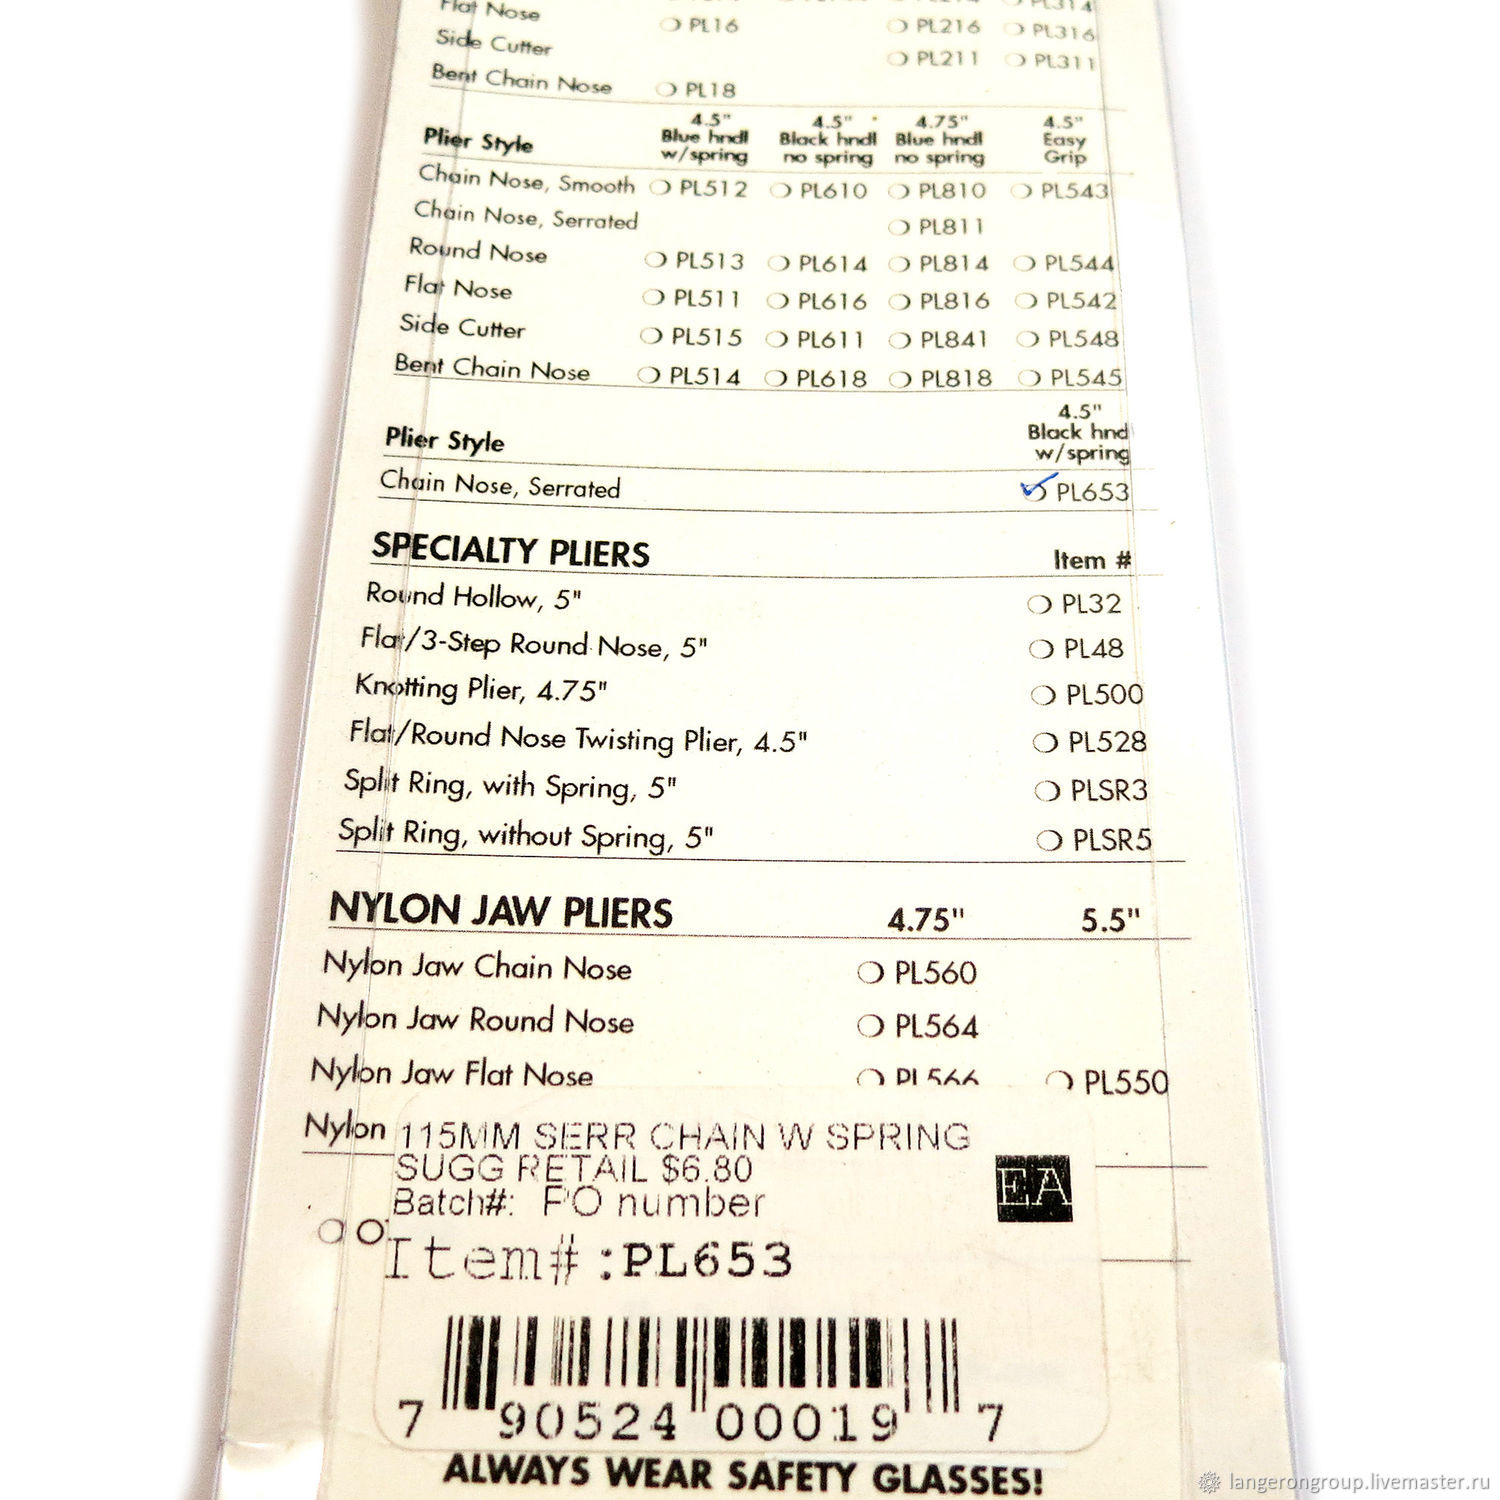 Flat Nose ❍ PL16 ❍ PL216 ❍ PL316
Side Cutter ❍ PL211 ❍ PL311
Bent Chain Nose ❍ PL18
Plier Style 4.5" Blue hndl w/spring 4.5" Black hndl no spring 4.75" Blue hndl no spring 4.5" Easy Grip
Chain Nose, Smooth ❍ PL512 ❍ PL610 ❍ PL810 ❍ PL543
Chain Nose, Serrated ❍ PL811
Round Nose ❍ PL513 ❍ PL614 ❍ PL814 ❍ PL544
Flat Nose ❍ PL511 ❍ PL616 ❍ PL816 ❍ PL542
Side Cutter ❍ PL515 ❍ PL611 ❍ PL841 ❍ PL548
Bent Chain Nose ❍ PL514 ❍ PL618 ❍ PL818 ❍ PL545
Plier Style 4.5" Black hnd w/spring
Chain Nose, Serrated ✓ PL653
SPECIALTY PLIERS Item #
Round Hollow, 5" ❍ PL32
Flat/3-Step Round Nose, 5" ❍ PL48
Knotting Plier, 4.75" ❍ PL500
Flat/Round Nose Twisting Plier, 4.5" ❍ PL528
Split Ring, with Spring, 5" ❍ PLSR3
Split Ring, without Spring, 5" ❍ PLSR5
NYLON JAW PLIERS 4.75" 5.5"
Nylon Jaw Chain Nose ❍ PL560
Nylon Jaw Round Nose ❍ PL564
Nylon Jaw Flat Nose ❍ PL566 ❍ PL550
Nylon
115MM SERR CHAIN W SPRING
SUGG RETAIL $6.80
EA
Batch#: PO number
Item# :PL653
7 90524 00019 7
ALWAYS WEAR SAFETY GLASSES!
langerongroup.livemaster.ru